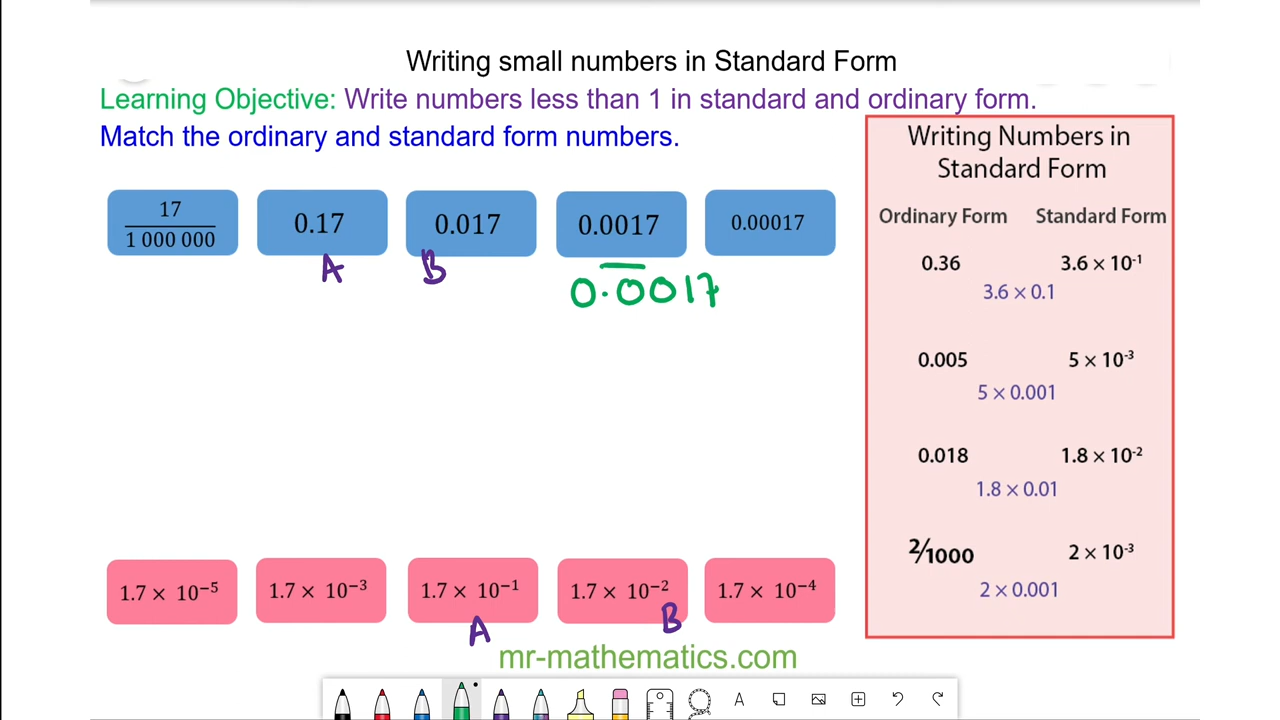 Writing small numbers in Standard Form
Learning Objective: Write numbers less than 1 in standard and ordinary form.
Match the ordinary and standard form numbers.
17/1 000 000 0.17 0.017 0.0017 0.00017
A B
0.0017
1.7 × 10⁻⁵ 1.7 × 10⁻³ 1.7 × 10⁻¹ 1.7 × 10⁻² 1.7 × 10⁻⁴
A B
mr-mathematics.com
Writing Numbers in
Standard Form
Ordinary Form Standard Form
0.36 3.6 × 10⁻¹
3.6 × 0.1
0.005 5 × 10⁻³
5 × 0.001
0.018 1.8 × 10⁻²
1.8 × 0.01
2/1000 2 × 10⁻³
2 × 0.001
A